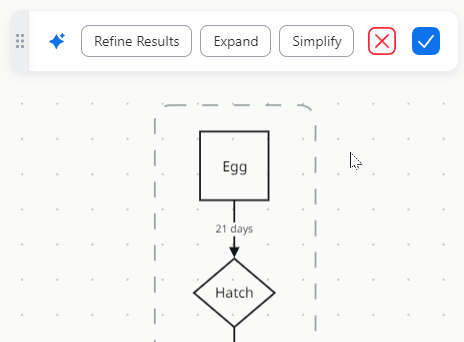 Refine Results
Expand
Simplify
Egg
21 days
Hatch